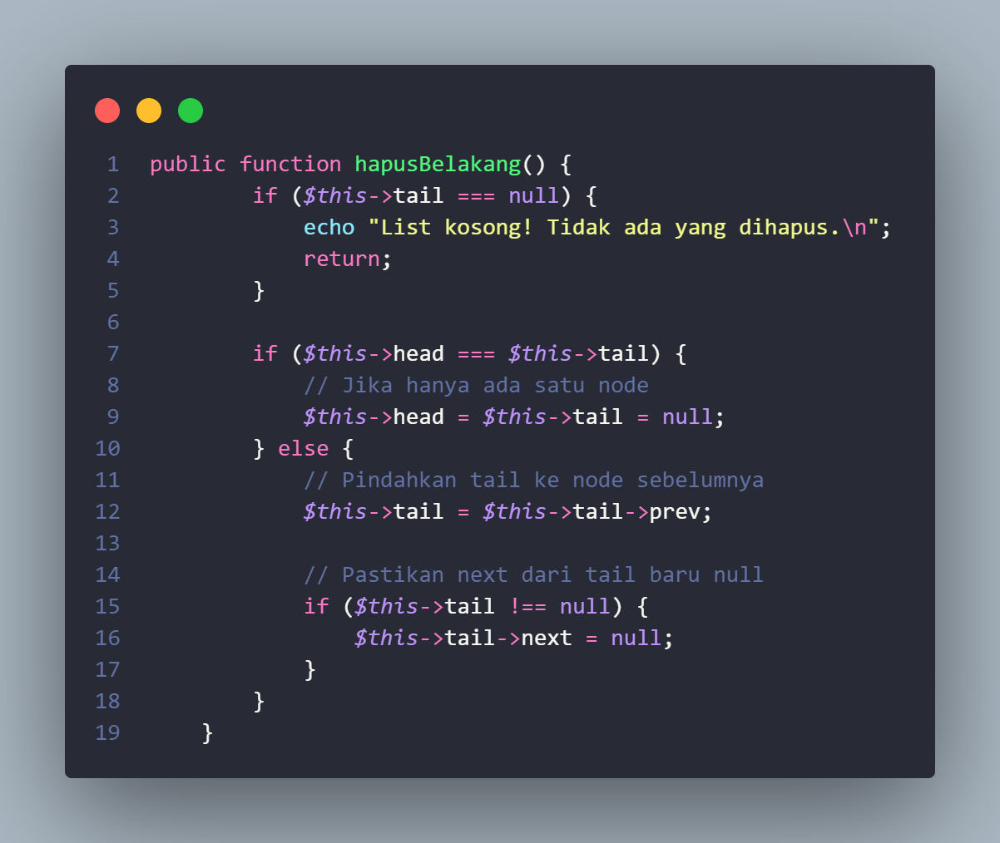 1 public function hapusBelakang() {
2         if ($this->tail === null) {
3             echo "List kosong! Tidak ada yang dihapus.\n";
4             return;
5         }
6
7         if ($this->head === $this->tail) {
8             // Jika hanya ada satu node
9             $this->head = $this->tail = null;
10         } else {
11             // Pindahkan tail ke node sebelumnya
12             $this->tail = $this->tail->prev;
13
14             // Pastikan next dari tail baru null
15             if ($this->tail !== null) {
16                 $this->tail->next = null;
17             }
18         }
19     }